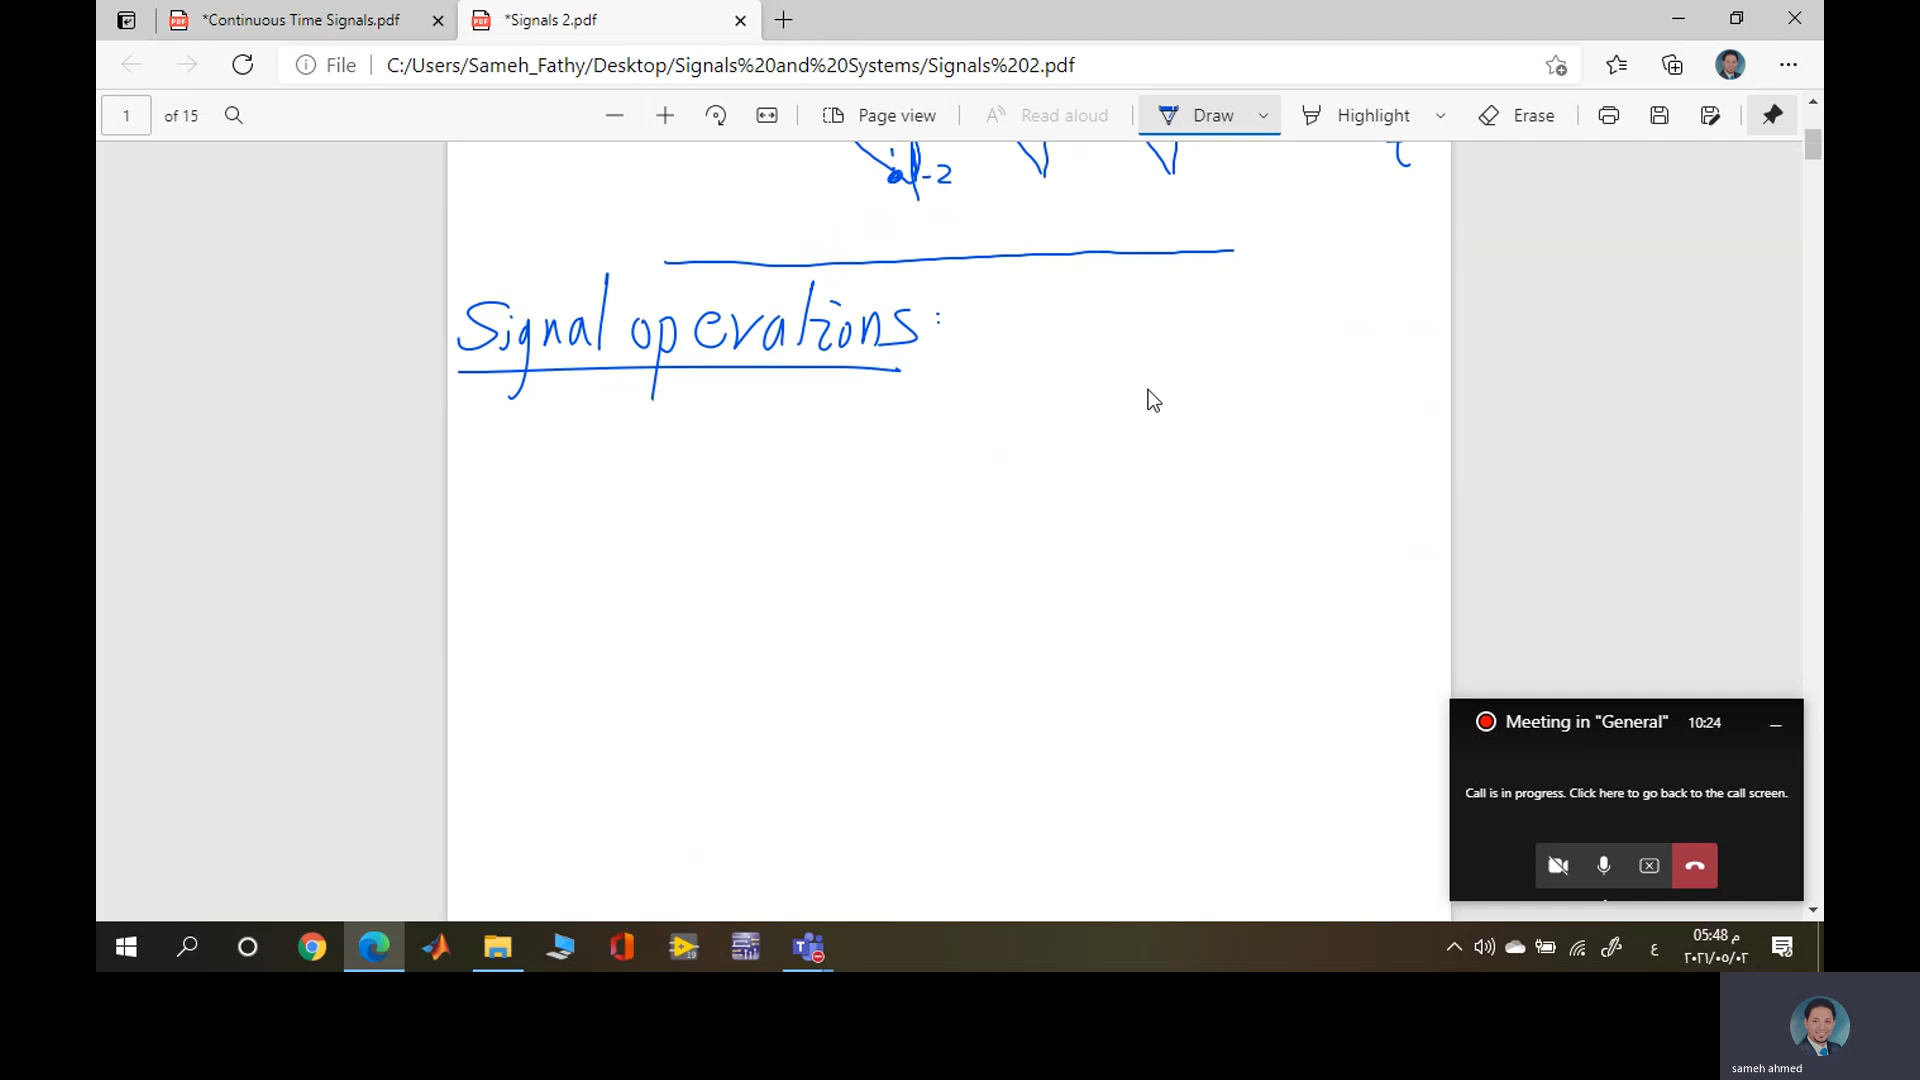 *Continuous Time Signals.pdf
*Signals 2.pdf
File
C:/Users/Sameh_Fathy/Desktop/Signals%20and%20Systems/Signals%202.pdf
1 of 15
Page view
Read aloud
Draw
Highlight
Erase
-2
t
Signal operations:
Meeting in "General" 10:24
Call is in progress. Click here to go back to the call screen.
ع
05:48 م
٢٠٢١/٠٥/٠٢
sameh ahmed